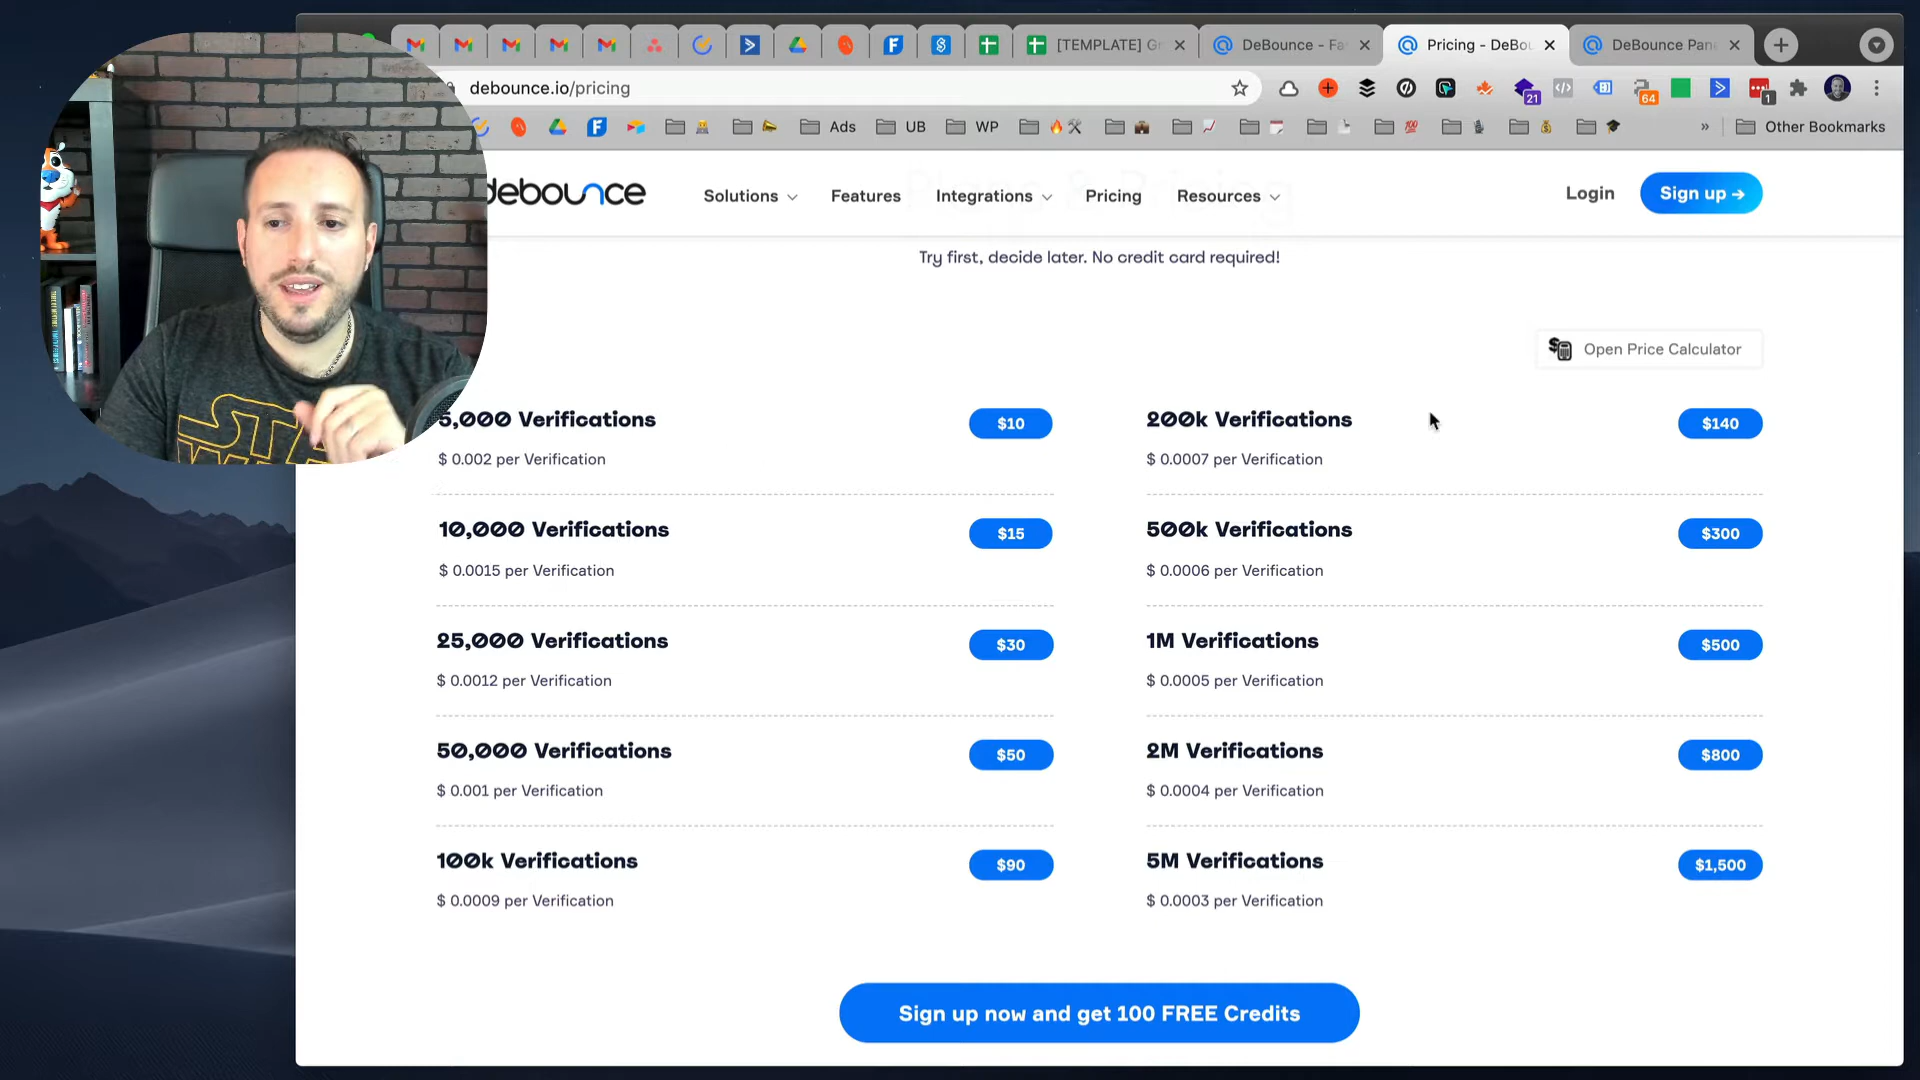 [TEMPLATE] Gr
DeBounce - Fa
Pricing - DeBou
DeBounce Pane
debounce.io/pricing
21
64
1
Ads
UB
WP
»
Other Bookmarks
debounce
Solutions
Features
Integrations
Pricing
Resources
Login
Sign up →
Try first, decide later. No credit card required!
Open Price Calculator
5,000 Verifications
$10
$ 0.002 per Verification
10,000 Verifications
$15
$ 0.0015 per Verification
25,000 Verifications
$30
$ 0.0012 per Verification
50,000 Verifications
$50
$ 0.001 per Verification
100k Verifications
$90
$ 0.0009 per Verification
200k Verifications
$140
$ 0.0007 per Verification
500k Verifications
$300
$ 0.0006 per Verification
1M Verifications
$500
$ 0.0005 per Verification
2M Verifications
$800
$ 0.0004 per Verification
5M Verifications
$1,500
$ 0.0003 per Verification
Sign up now and get 100 FREE Credits